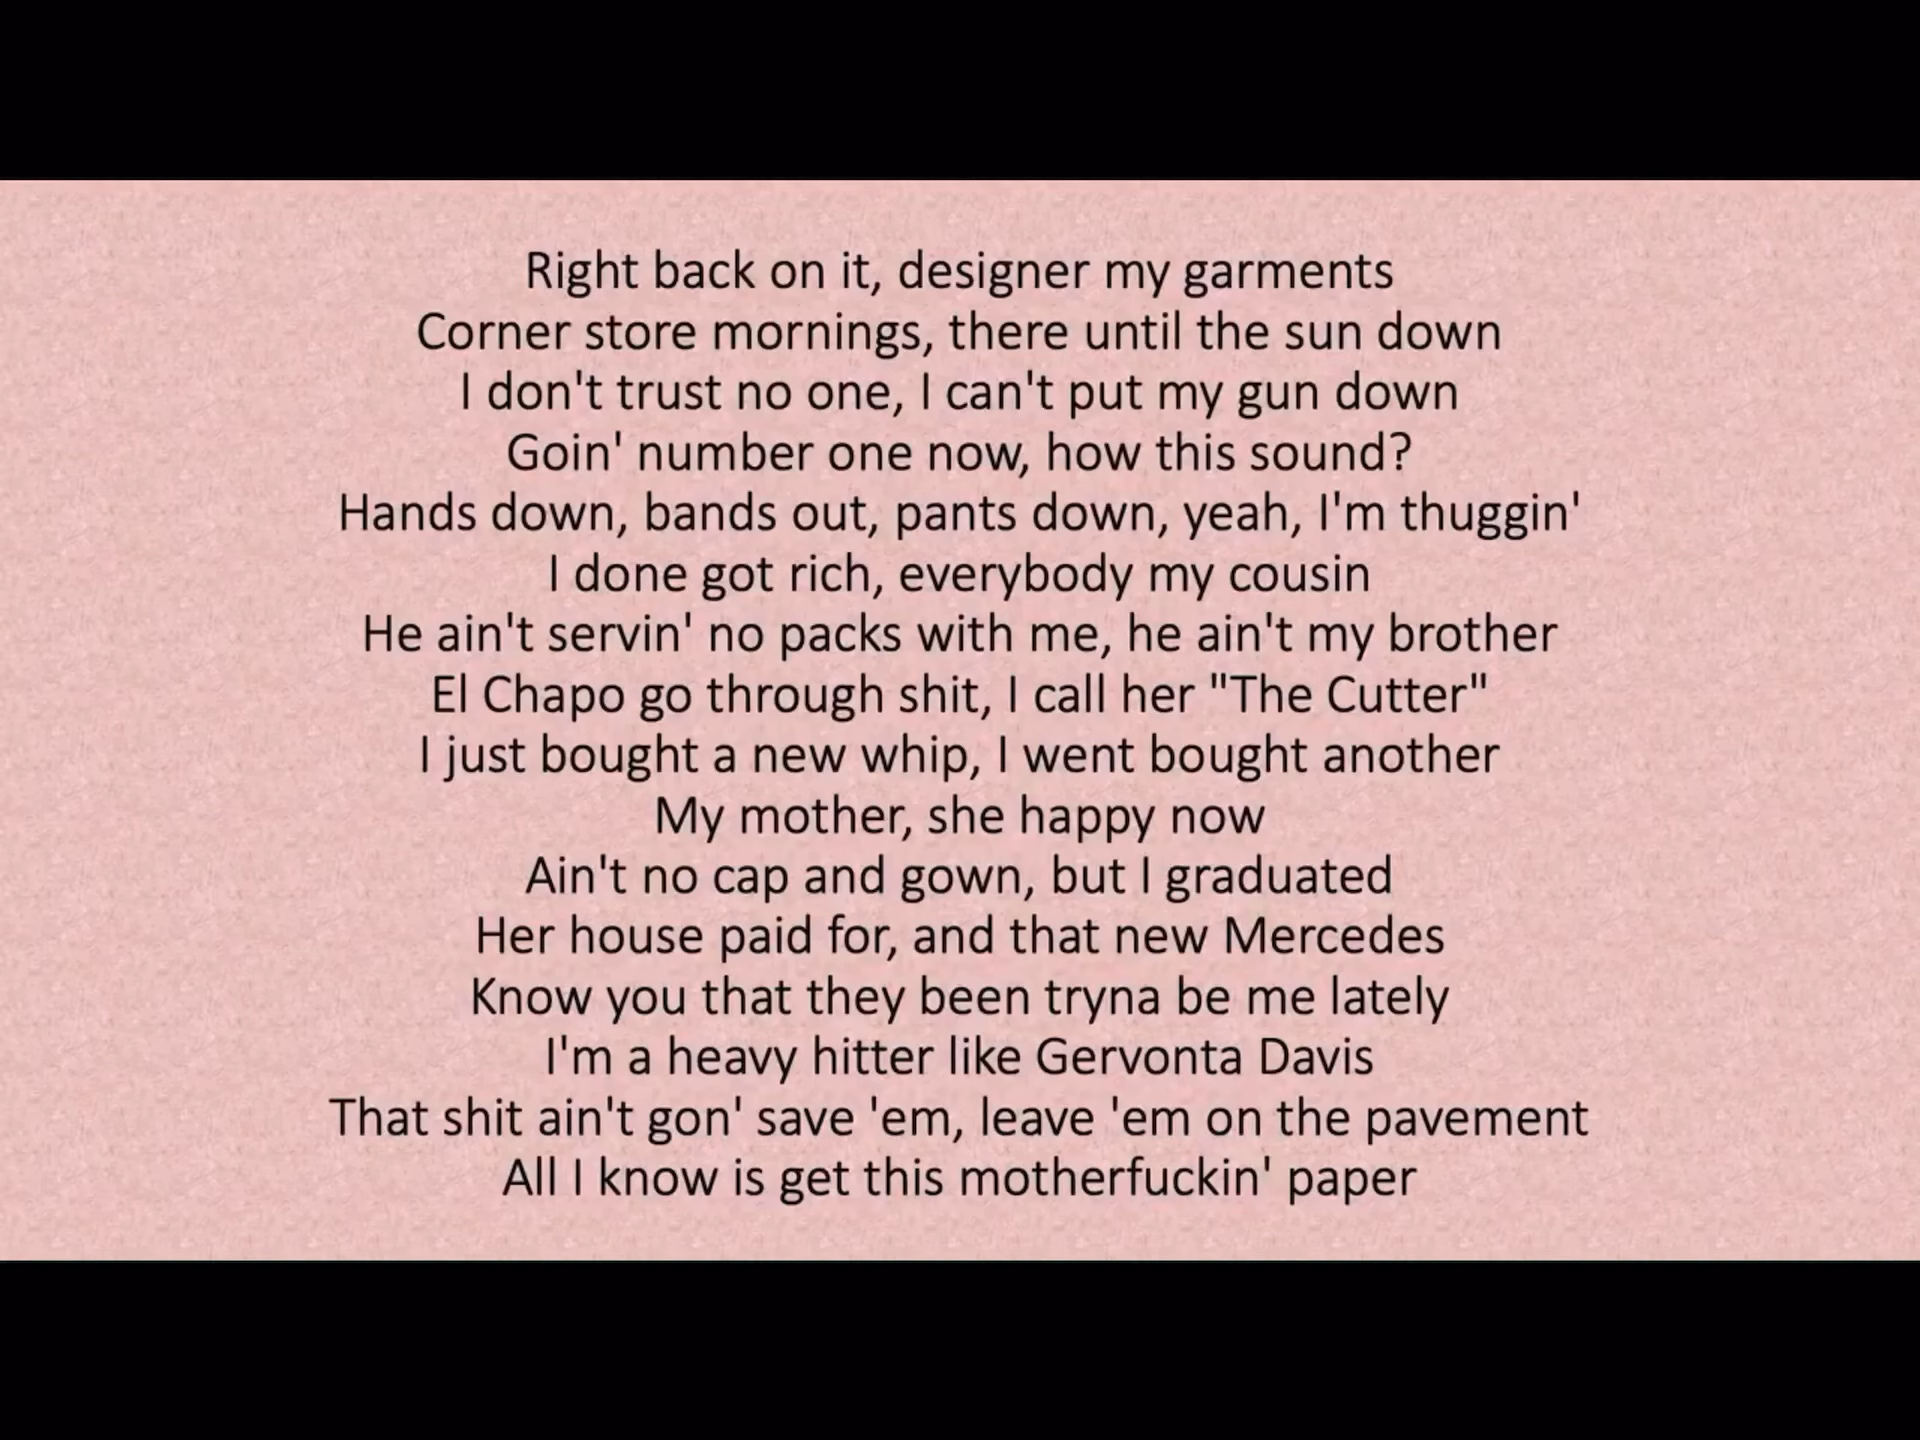 Right back on it, designer my garments
Corner store mornings, there until the sun down
I don't trust no one, I can't put my gun down
Goin' number one now, how this sound?
Hands down, bands out, pants down, yeah, I'm thuggin'
I done got rich, everybody my cousin
He ain't servin' no packs with me, he ain't my brother
El Chapo go through shit, I call her "The Cutter"
I just bought a new whip, I went bought another
My mother, she happy now
Ain't no cap and gown, but I graduated
Her house paid for, and that new Mercedes
Know you that they been tryna be me lately
I'm a heavy hitter like Gervonta Davis
That shit ain't gon' save 'em, leave 'em on the pavement
All I know is get this motherfuckin' paper